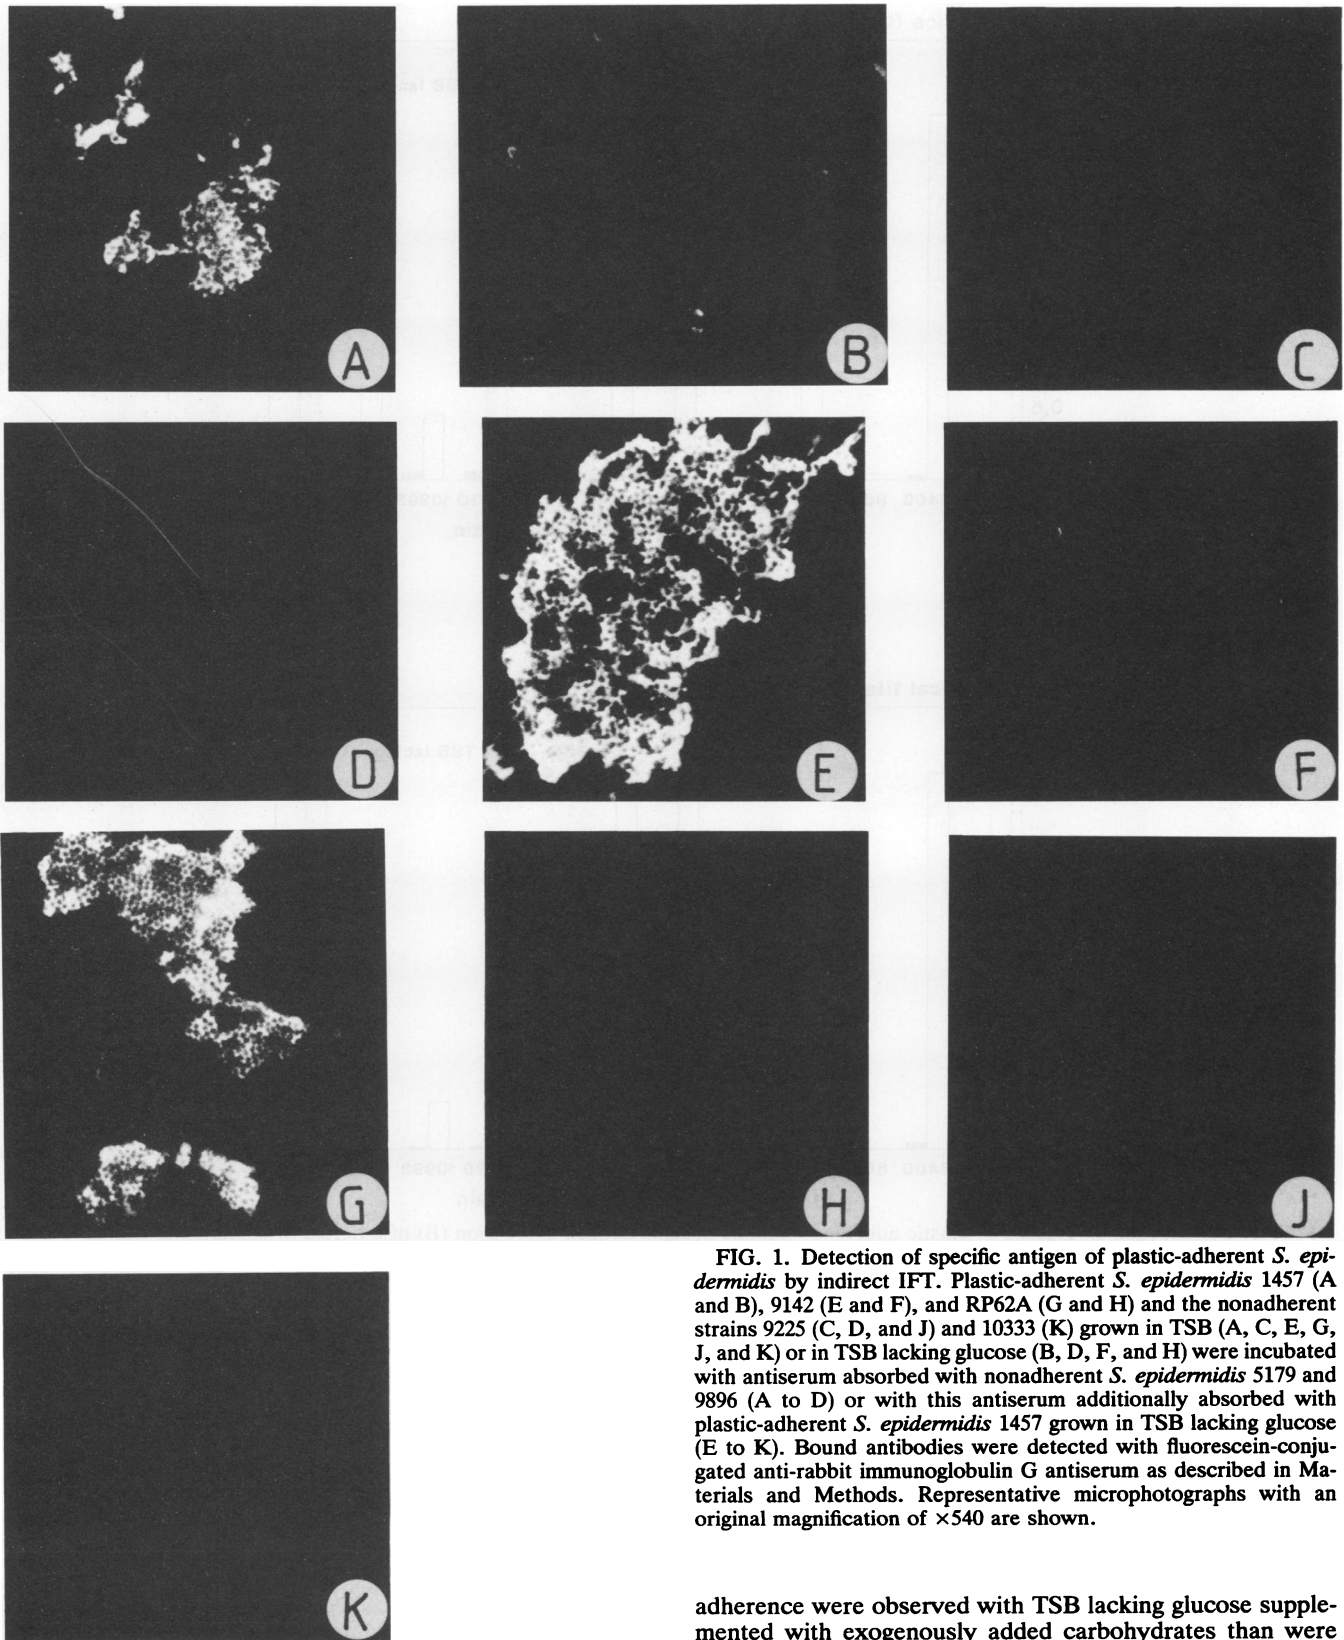 A
B
C
D
E
F
G
H
J
FIG. 1. Detection of specific antigen of plastic-adherent S. epi-
dermidis by indirect IFT. Plastic-adherent S. epidermidis 1457 (A
and B), 9142 (E and F), and RP62A (G and H) and the nonadherent
strains 9225 (C, D, and J) and 10333 (K) grown in TSB (A, C, E, G,
J, and K) or in TSB lacking glucose (B, D, F, and H) were incubated
with antiserum absorbed with nonadherent S. epidermidis 5179 and
9896 (A to D) or with this antiserum additionally absorbed with
plastic-adherent S. epidermidis 1457 grown in TSB lacking glucose
(E to K). Bound antibodies were detected with fluorescein-conju-
gated anti-rabbit immunoglobulin G antiserum as described in Ma-
terials and Methods. Representative microphotographs with an
original magnification of ×540 are shown.
K
adherence were observed with TSB lacking glucose supple-
mented with exogenously added carbohydrates than were